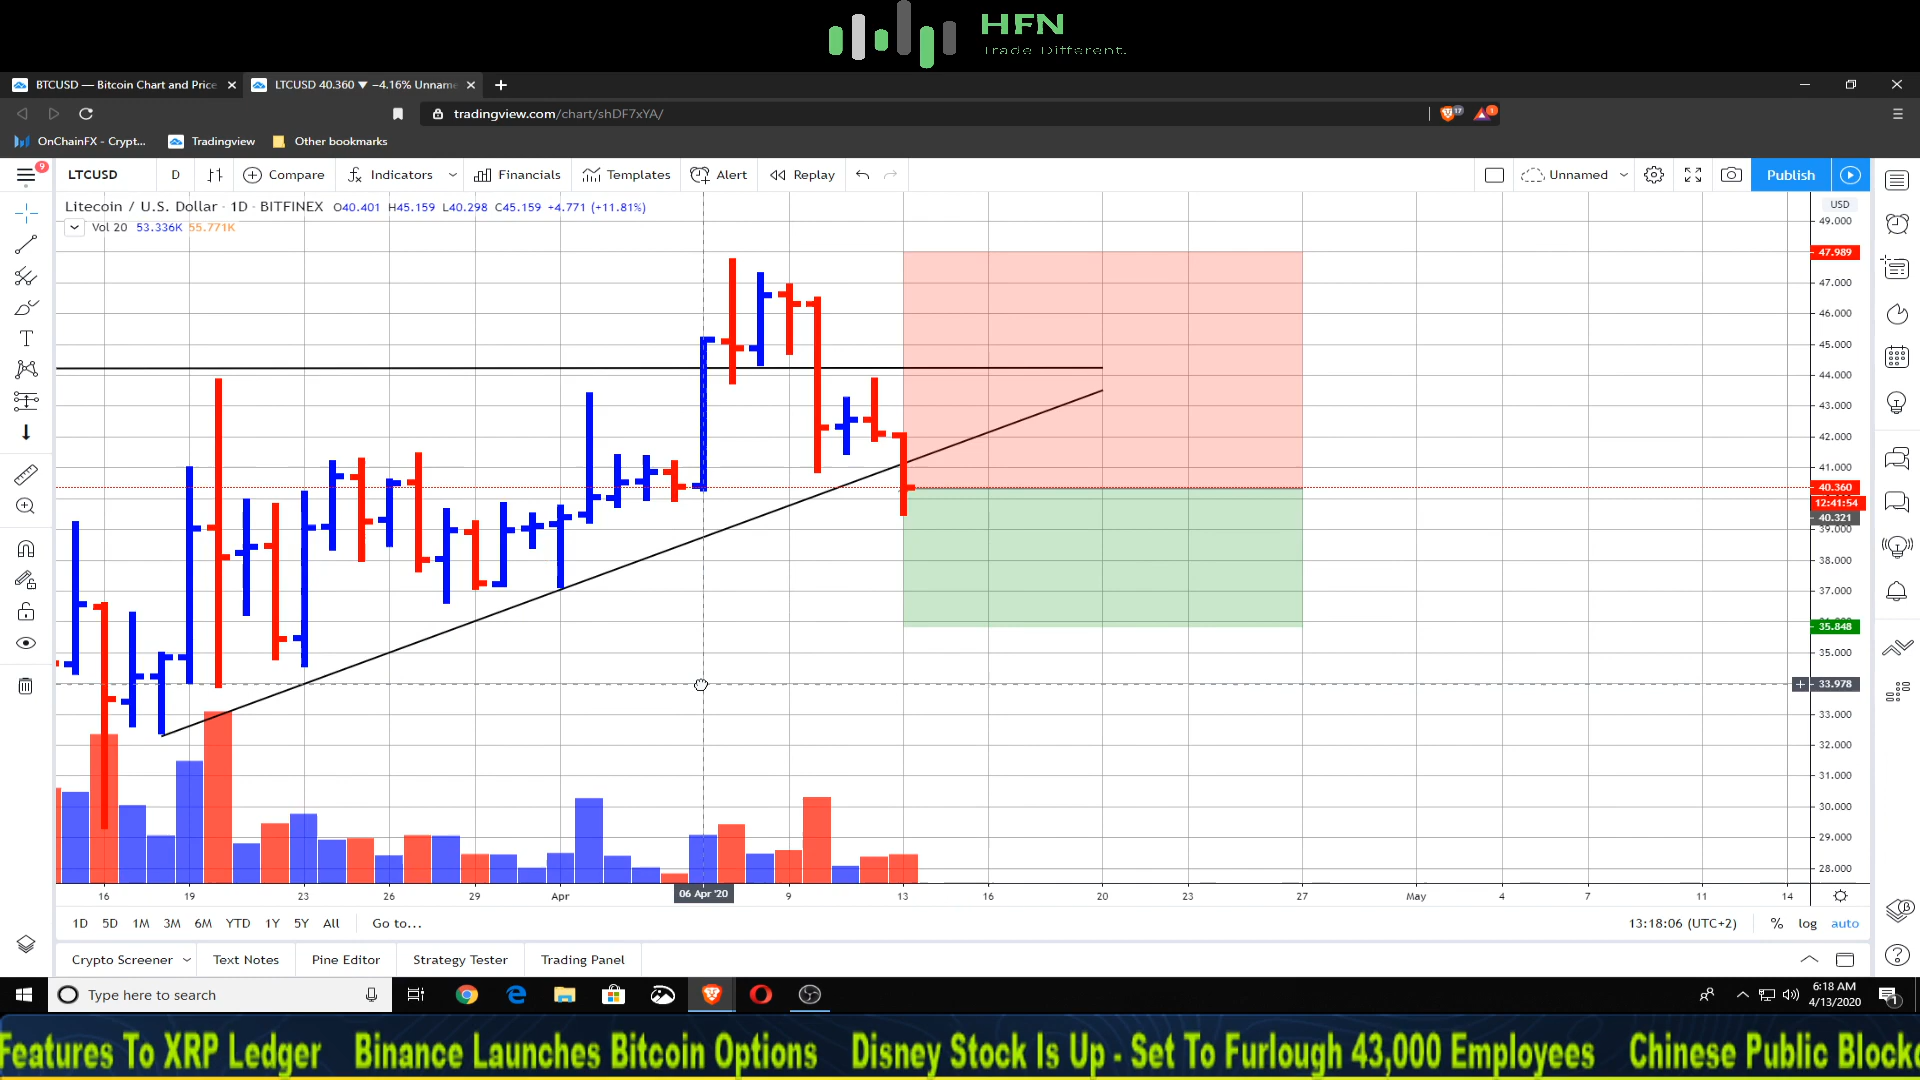 HFN
Trade Different.
BTCUSD — Bitcoin Chart and Price
LTCUSD 40.360 ▼ −4.16% Unname
tradingview.com/chart/shDF7xYA/
17
1
OnChainFX - Crypt...
Tradingview
Other bookmarks
9
LTCUSD
D
Compare
Indicators
Financials
Templates
Alert
Replay
Unnamed
Publish
Litecoin / U.S. Dollar · 1D · BITFINEX O40.401 H45.159 L40.298 C45.159 +4.771 (+11.81%)
Vol 20 53.336K 55.771K
USD
49.000
47.989
47.000
46.000
45.000
44.000
43.000
42.000
41.000
40.360
12:41:54
40.321
39.000
38.000
37.000
35.848
35.000
33.978
33.000
32.000
31.000
30.000
29.000
28.000
16 19 23 26 29 Apr 06 Apr '20 9 13 16 20 23 27 May 4 7 11 14
1D 5D 1M 3M 6M YTD 1Y 5Y All Go to...
13:18:06 (UTC+2) % log auto
Crypto Screener Text Notes Pine Editor Strategy Tester Trading Panel
Type here to search
6:18 AM
4/13/2020
1
Features To XRP Ledger Binance Launches Bitcoin Options Disney Stock Is Up - Set To Furlough 43,000 Employees Chinese Public Blockc